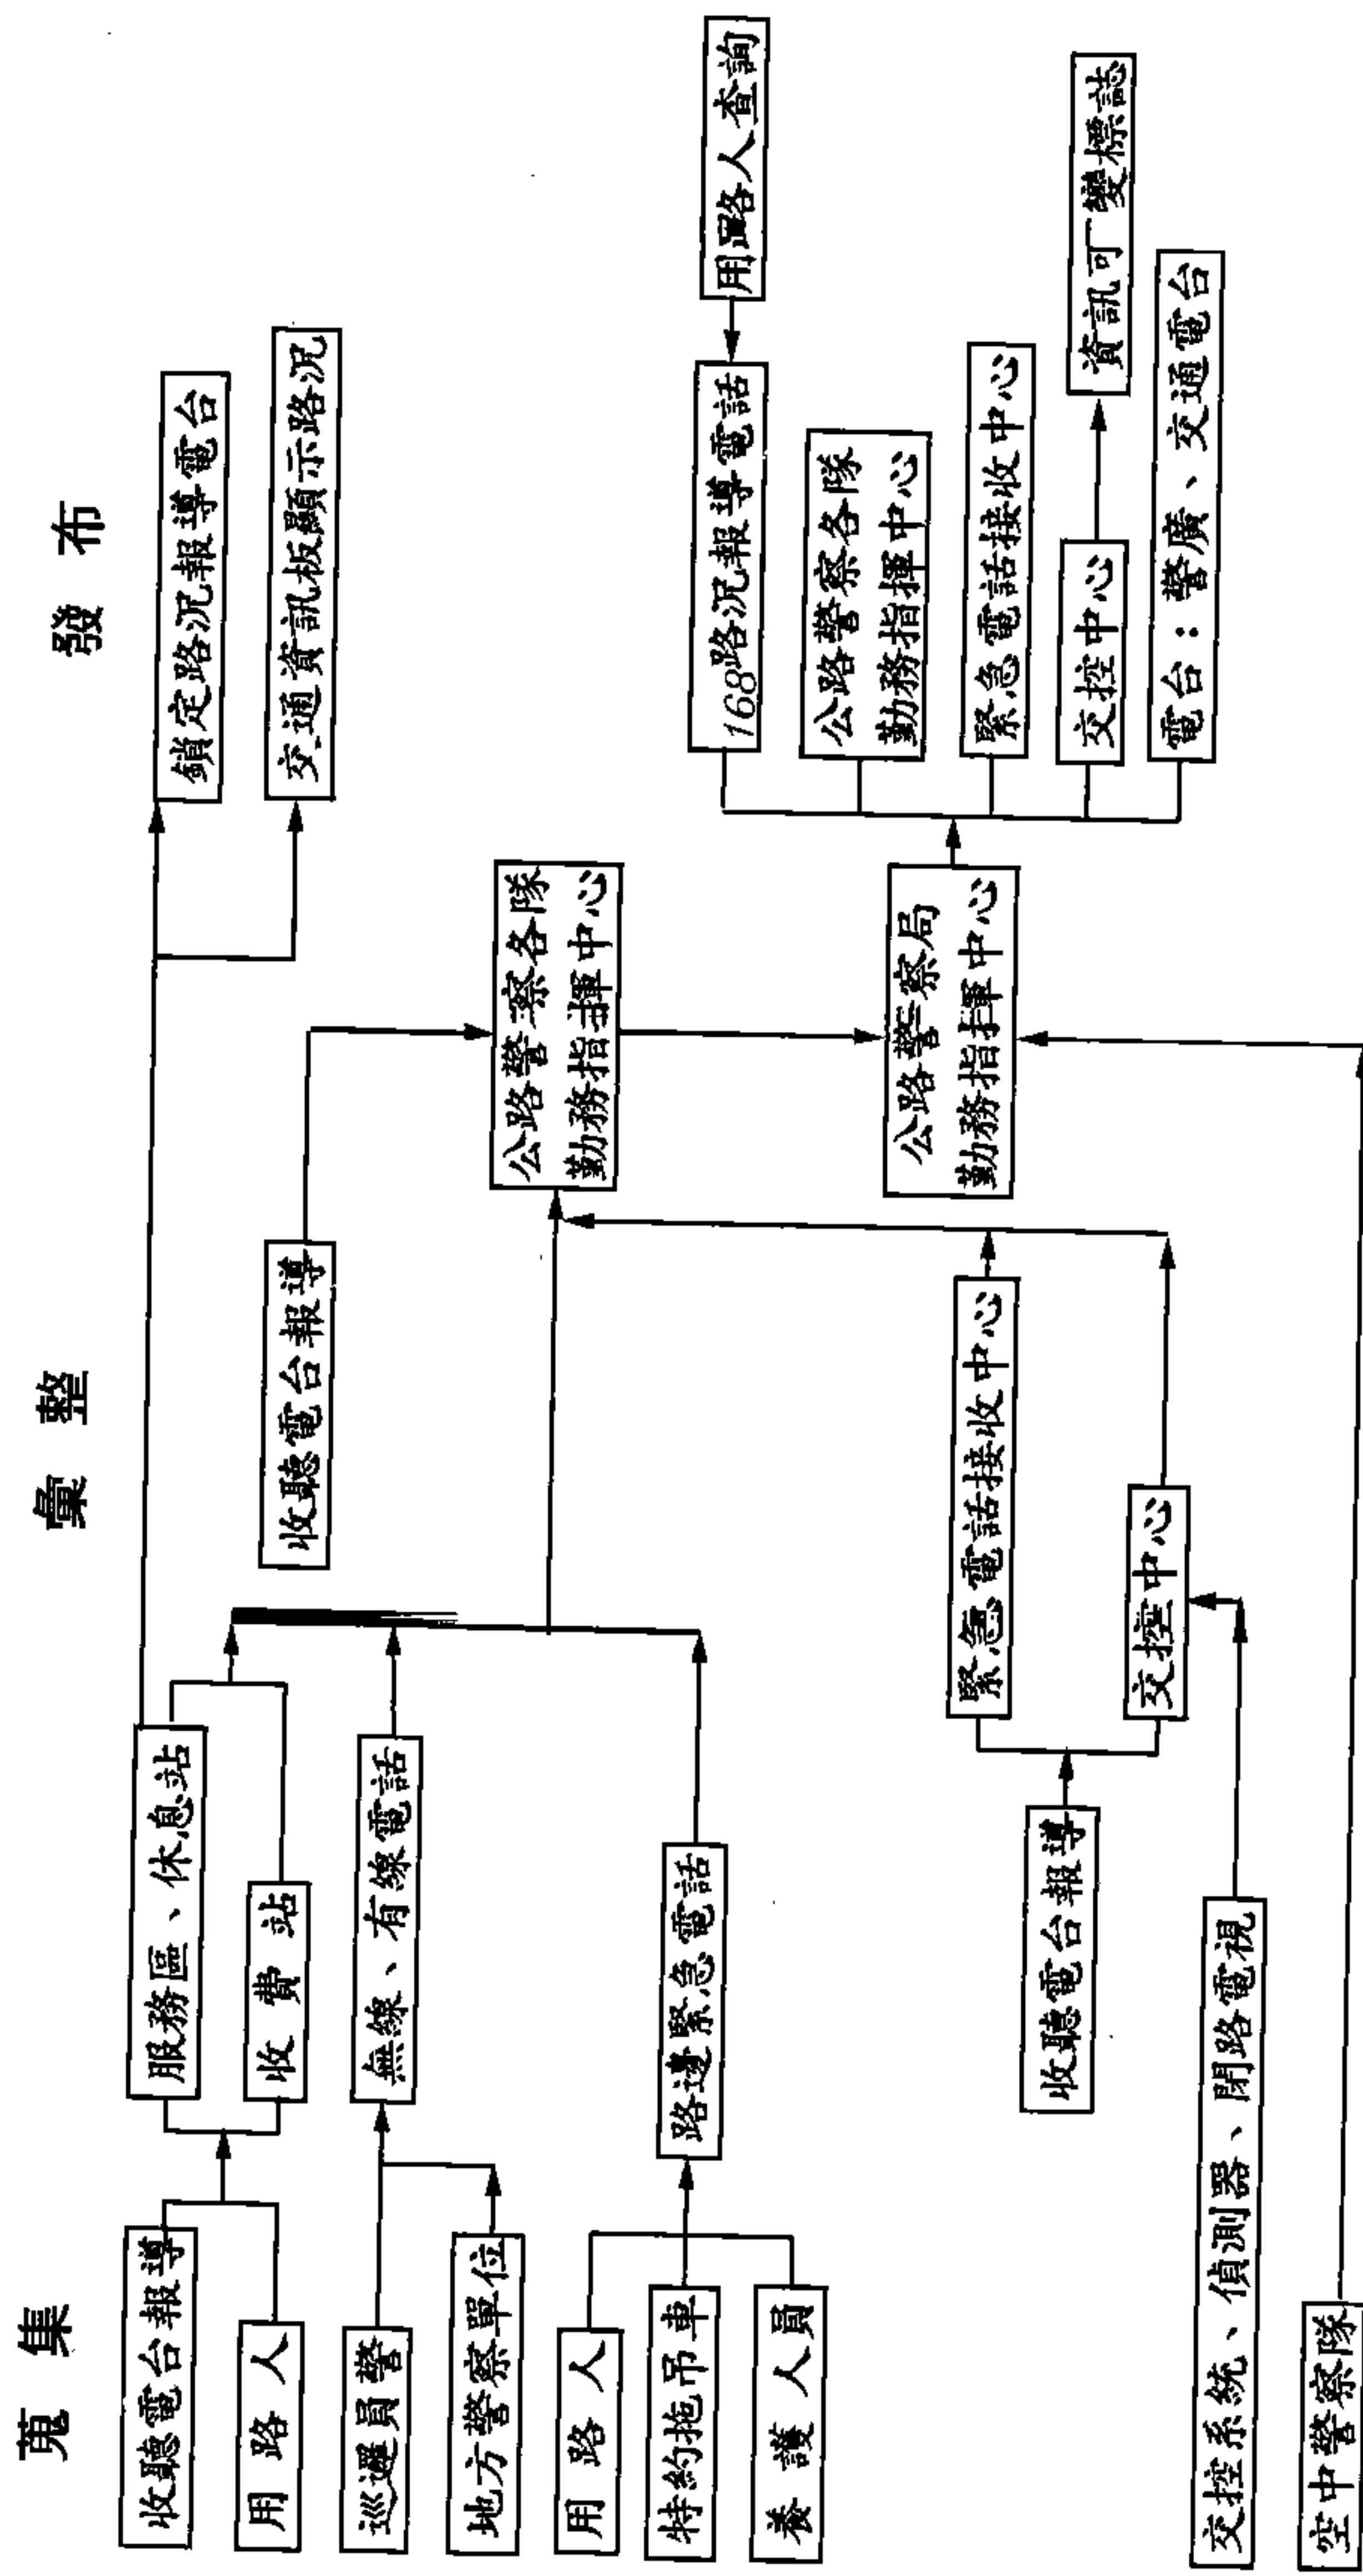 蒐集
彙整
發布
收聽電台報導
用路人
巡邏員警
地方警察單位
用路人
特約拖吊車
養護人員
交控系統、偵測器、閉路電視
空中警察隊
服務區、休息站
收費站
無線、有線電話
路邊緊急電話
收聽電台報導
收聽電台報導
緊急電話接收中心
交控中心
公路警察各隊
勤務指揮中心
公路警察局
勤務指揮中心
鎖定路況報導電台
交通資訊板顯示路況
168路況報導電話
用路人查詢
公路警察各隊
勤務指揮中心
緊急電話接收中心
交控中心
資訊可變標誌
電台：警廣、交通電台